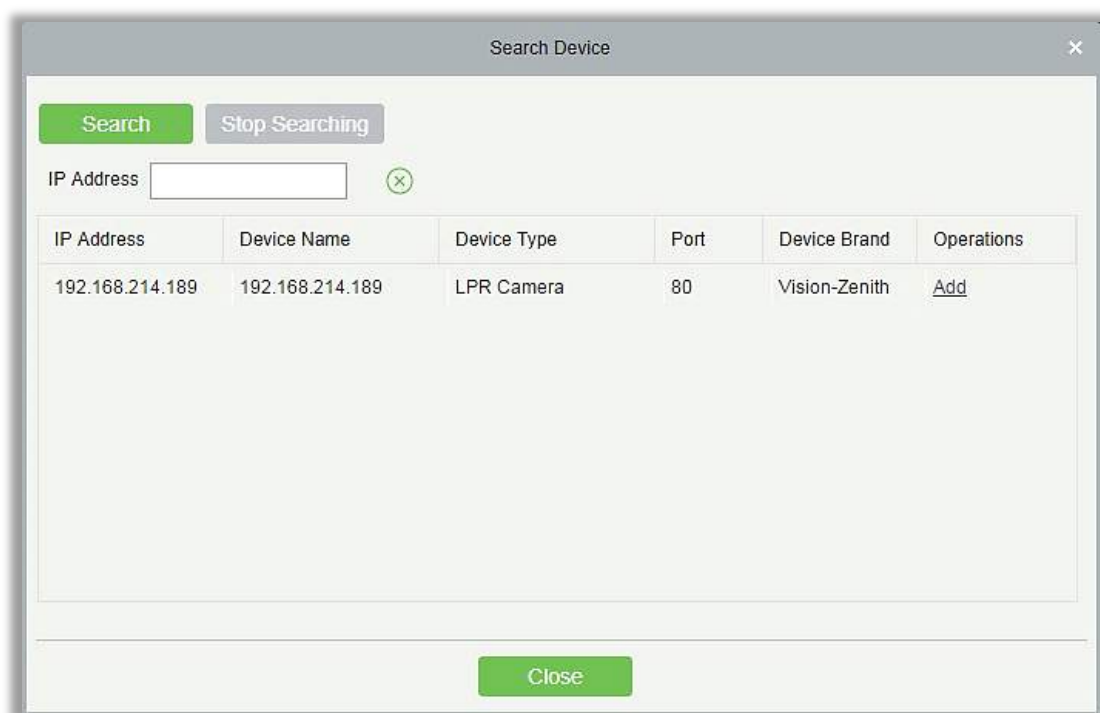 Search Device
Search Stop Searching
IP Address
IP Address Device Name Device Type Port Device Brand Operations
192.168.214.189 192.168.214.189 LPR Camera 80 Vision-Zenith Add
Close